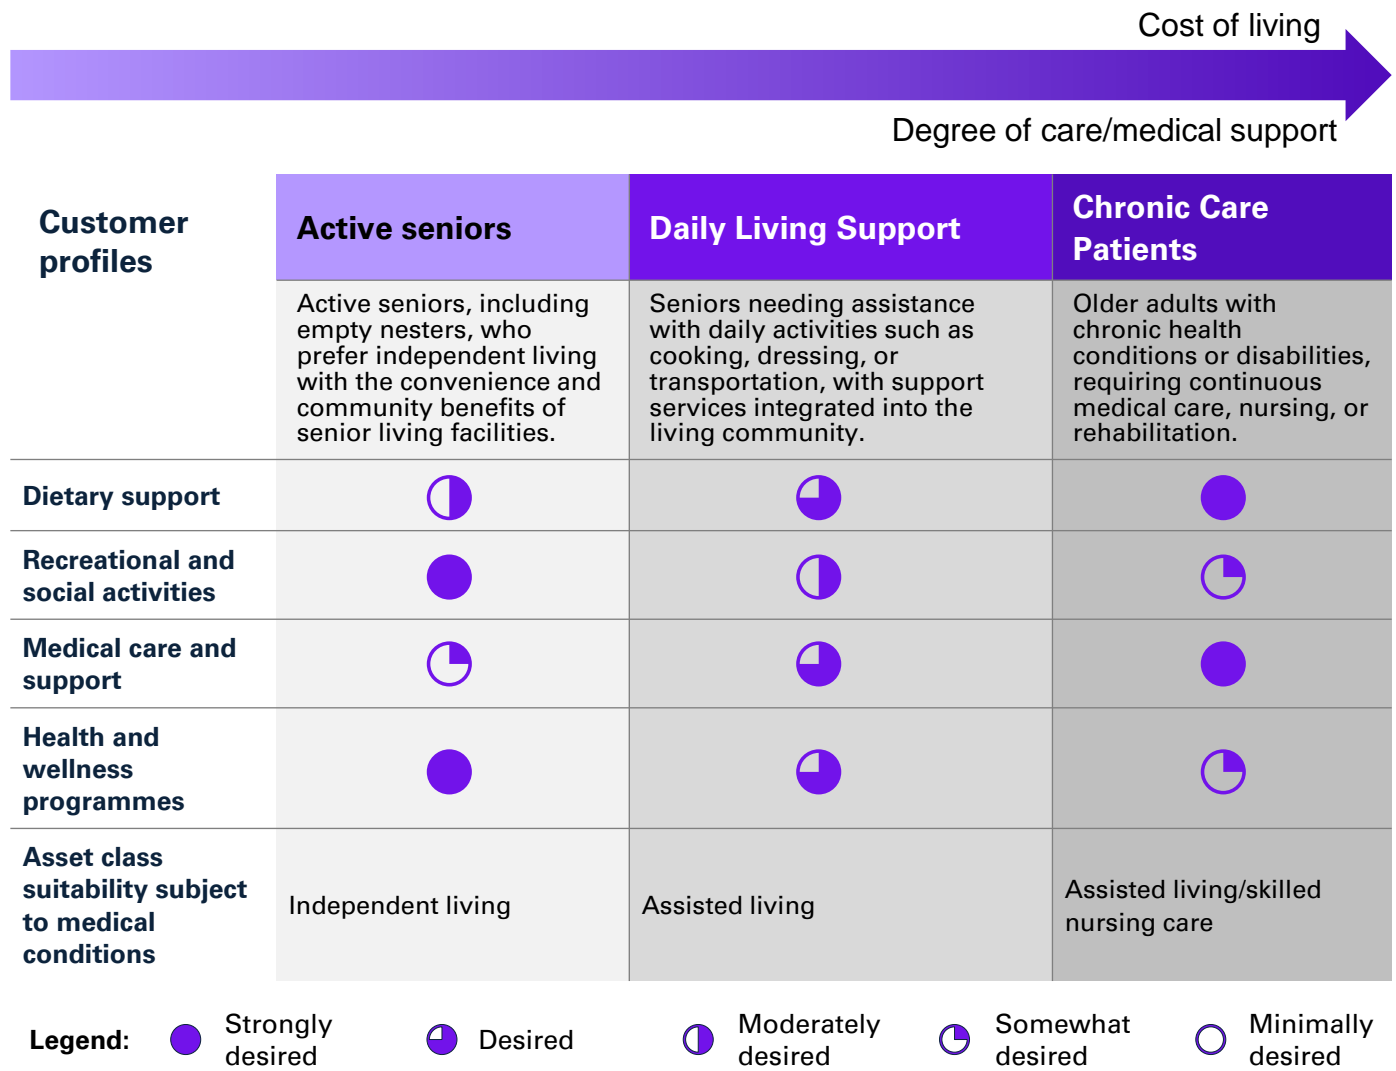 Cost of living
Degree of care/medical support
Customer
profiles
Active seniors
Daily Living Support
Chronic Care
Patients
Active seniors, including
empty nesters, who
prefer independent living
with the convenience and
community benefits of
senior living facilities.
Seniors needing assistance
with daily activities such as
cooking, dressing, or
transportation, with support
services integrated into the
living community.
Older adults with
chronic health
conditions or disabilities,
requiring continuous
medical care, nursing, or
rehabilitation.
Dietary support
Recreational and
social activities
Medical care and
support
Health and
wellness
programmes
Asset class
suitability subject
to medical
conditions
Independent living
Assisted living
Assisted living/skilled
nursing care
Legend:
Strongly
desired
Desired
Moderately
desired
Somewhat
desired
Minimally
desired